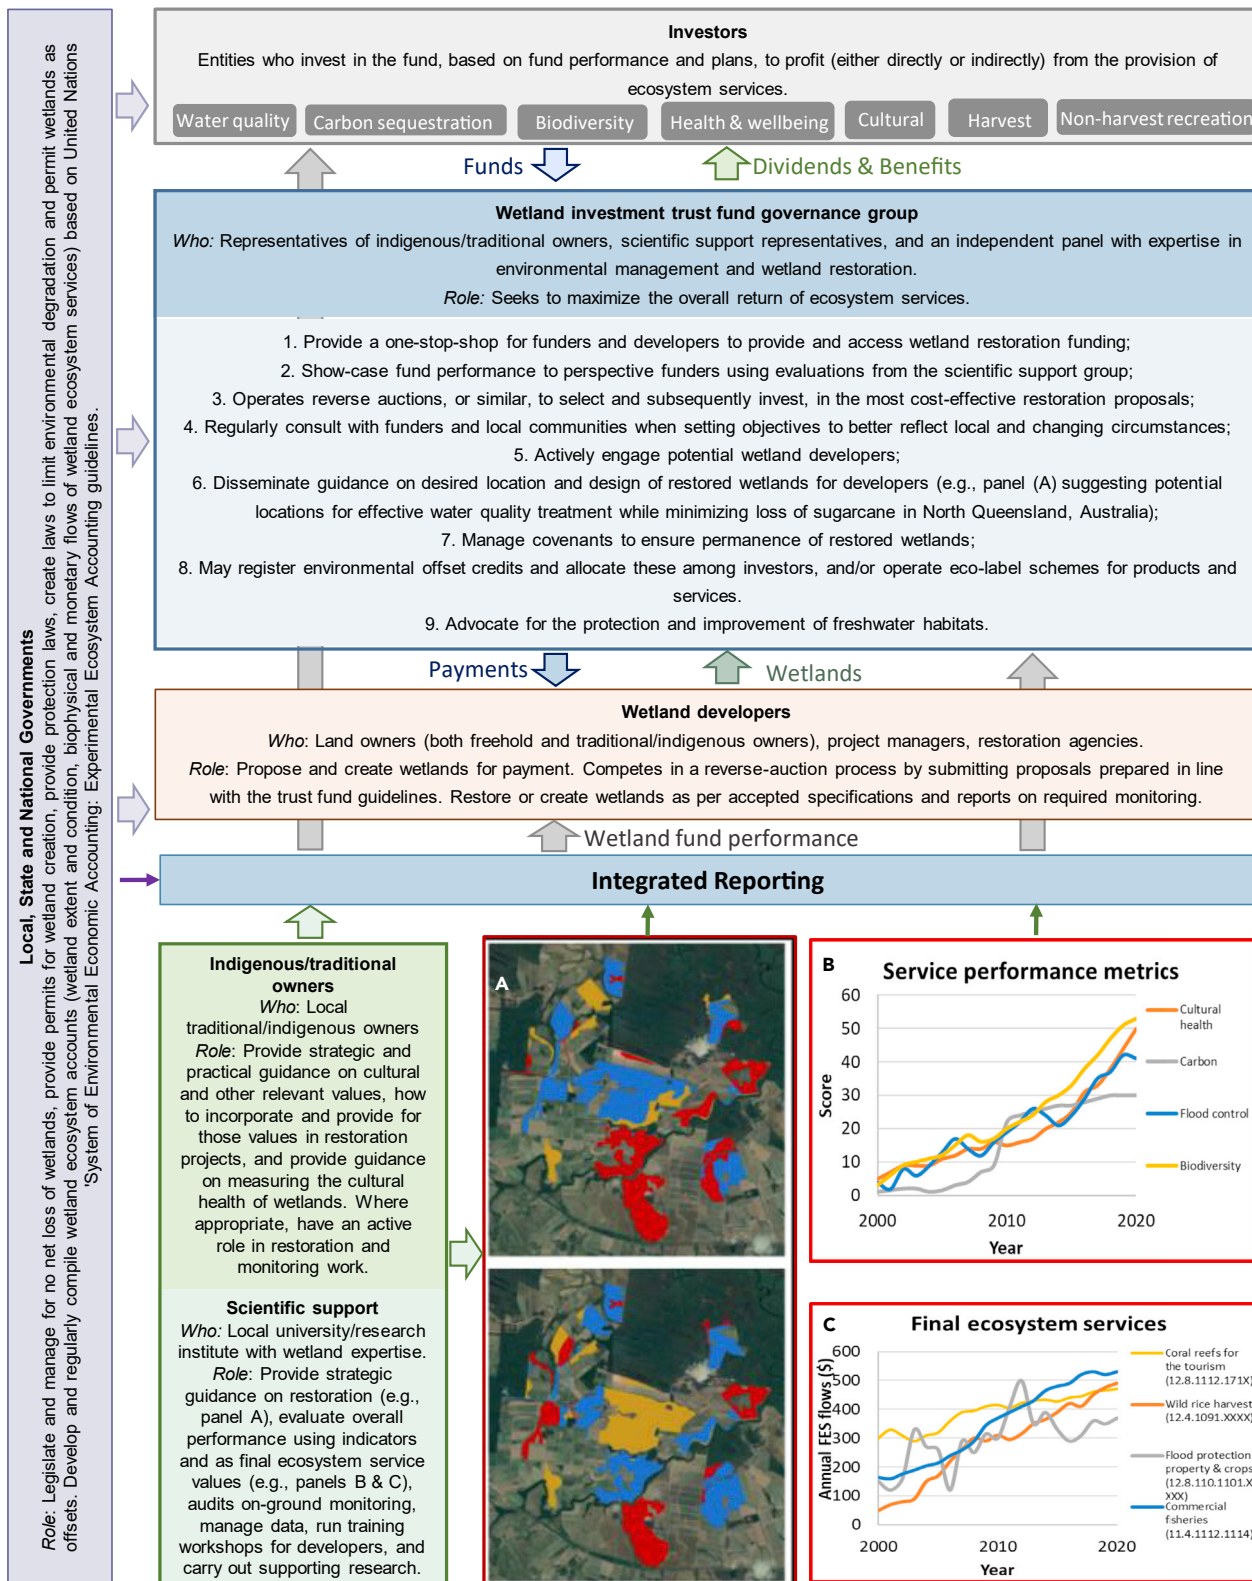 Local, State and National Governments
Role: Legislate and manage for no net loss of wetlands, provide permits for wetland creation, provide protection laws, create laws to limit environmental degradation and permit wetlands as
offsets. Develop and regularly compile wetland ecosystem accounts (wetland extent and condition, biophysical and monetary flows of wetland ecosystem services) based on United Nations
'System of Environmental Economic Accounting: Experimental Ecosystem Accounting guidelines.
Investors
Entities who invest in the fund, based on fund performance and plans, to profit (either directly or indirectly) from the provision of
ecosystem services.
Water quality
Carbon sequestration
Biodiversity
Health & wellbeing
Cultural
Harvest
Non-harvest recreation
Funds
Dividends & Benefits
Wetland investment trust fund governance group
Who: Representatives of indigenous/traditional owners, scientific support representatives, and an independent panel with expertise in
environmental management and wetland restoration.
Role: Seeks to maximize the overall return of ecosystem services.
1. Provide a one-stop-shop for funders and developers to provide and access wetland restoration funding;
2. Show-case fund performance to perspective funders using evaluations from the scientific support group;
3. Operates reverse auctions, or similar, to select and subsequently invest, in the most cost-effective restoration proposals;
4. Regularly consult with funders and local communities when setting objectives to better reflect local and changing circumstances;
5. Actively engage potential wetland developers;
6. Disseminate guidance on desired location and design of restored wetlands for developers (e.g., panel (A) suggesting potential
locations for effective water quality treatment while minimizing loss of sugarcane in North Queensland, Australia);
7. Manage covenants to ensure permanence of restored wetlands;
8. May register environmental offset credits and allocate these among investors, and/or operate eco-label schemes for products and
services.
9. Advocate for the protection and improvement of freshwater habitats.
Payments
Wetlands
Wetland developers
Who: Land owners (both freehold and traditional/indigenous owners), project managers, restoration agencies.
Role: Propose and create wetlands for payment. Competes in a reverse-auction process by submitting proposals prepared in line
with the trust fund guidelines. Restore or create wetlands as per accepted specifications and reports on required monitoring.
Wetland fund performance
Integrated Reporting
Indigenous/traditional
owners
Who: Local
traditional/indigenous owners
Role: Provide strategic and
practical guidance on cultural
and other relevant values, how
to incorporate and provide for
those values in restoration
projects, and provide guidance
on measuring the cultural
health of wetlands. Where
appropriate, have an active
role in restoration and
monitoring work.
Scientific support
Who: Local university/research
institute with wetland expertise.
Role: Provide strategic
guidance on restoration (e.g.,
panel A), evaluate overall
performance using indicators
and as final ecosystem service
values (e.g., panels B & C),
audits on-ground monitoring,
manage data, run training
workshops for developers, and
carry out supporting research.
A
B
Service performance metrics
60
50
40
30
20
10
0
Score
2000
2010
2020
Year
Cultural
health
Carbon
Flood control
Biodiversity
C
Final ecosystem services
600
500
400
300
200
100
0
Annual FES flows ($)
2000
2010
2020
Year
Coral reefs for
the tourism
(12.8.1112.171X)
Wild rice harvest
(12.4.1091.XXXX)
Flood protection
property & crops
(12.8.110.1101.X
XXX)
Commercial
fisheries
(11.4.1112.1114)